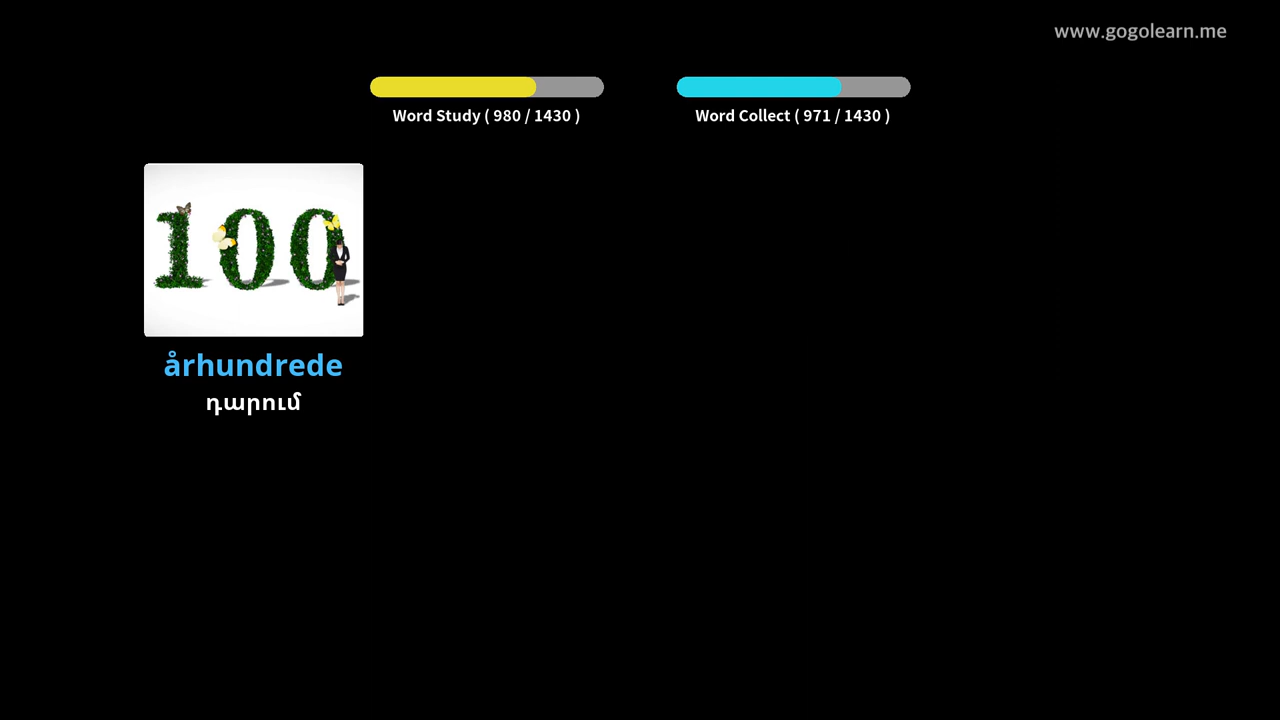 www.gogolearn.me
Word Study ( 980 / 1430 )
Word Collect ( 971 / 1430 )
100
århundrede
դարում